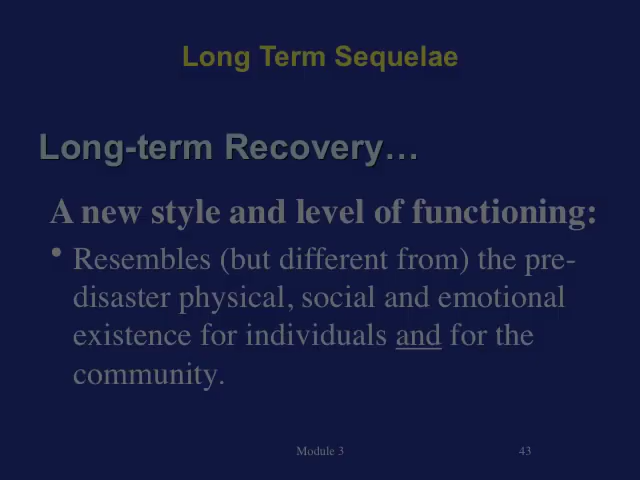 Long Term Sequelae
Long-term Recovery…
A new style and level of functioning:
• Resembles (but different from) the pre-
disaster physical, social and emotional
existence for individuals and for the
community.
Module 3
43